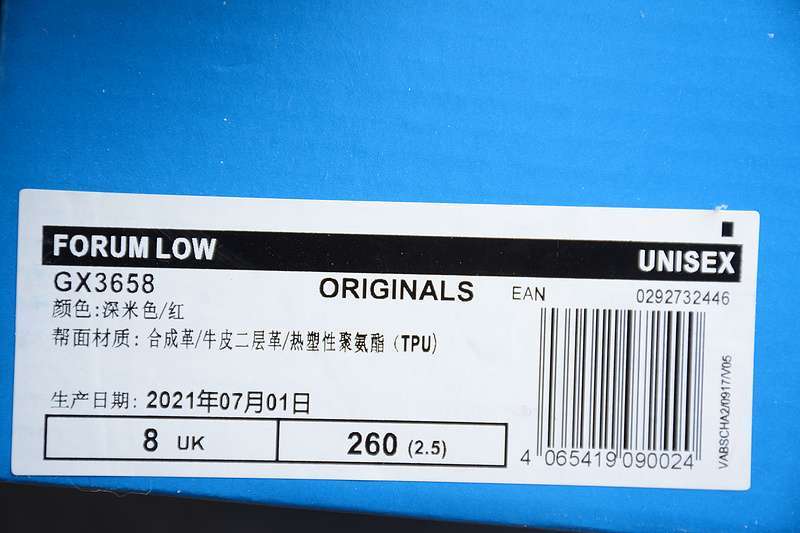 FORUM LOW
UNISEX
GX3658
ORIGINALS
EAN
0292732446
颜色:深米色/红
帮面材质: 合成革/牛皮二层革/热塑性聚氨酯（TPU）
生产日期: 2021年07月01日
8 UK
260 (2.5)
4 065419 090024
VABSCHA2/0917/V05